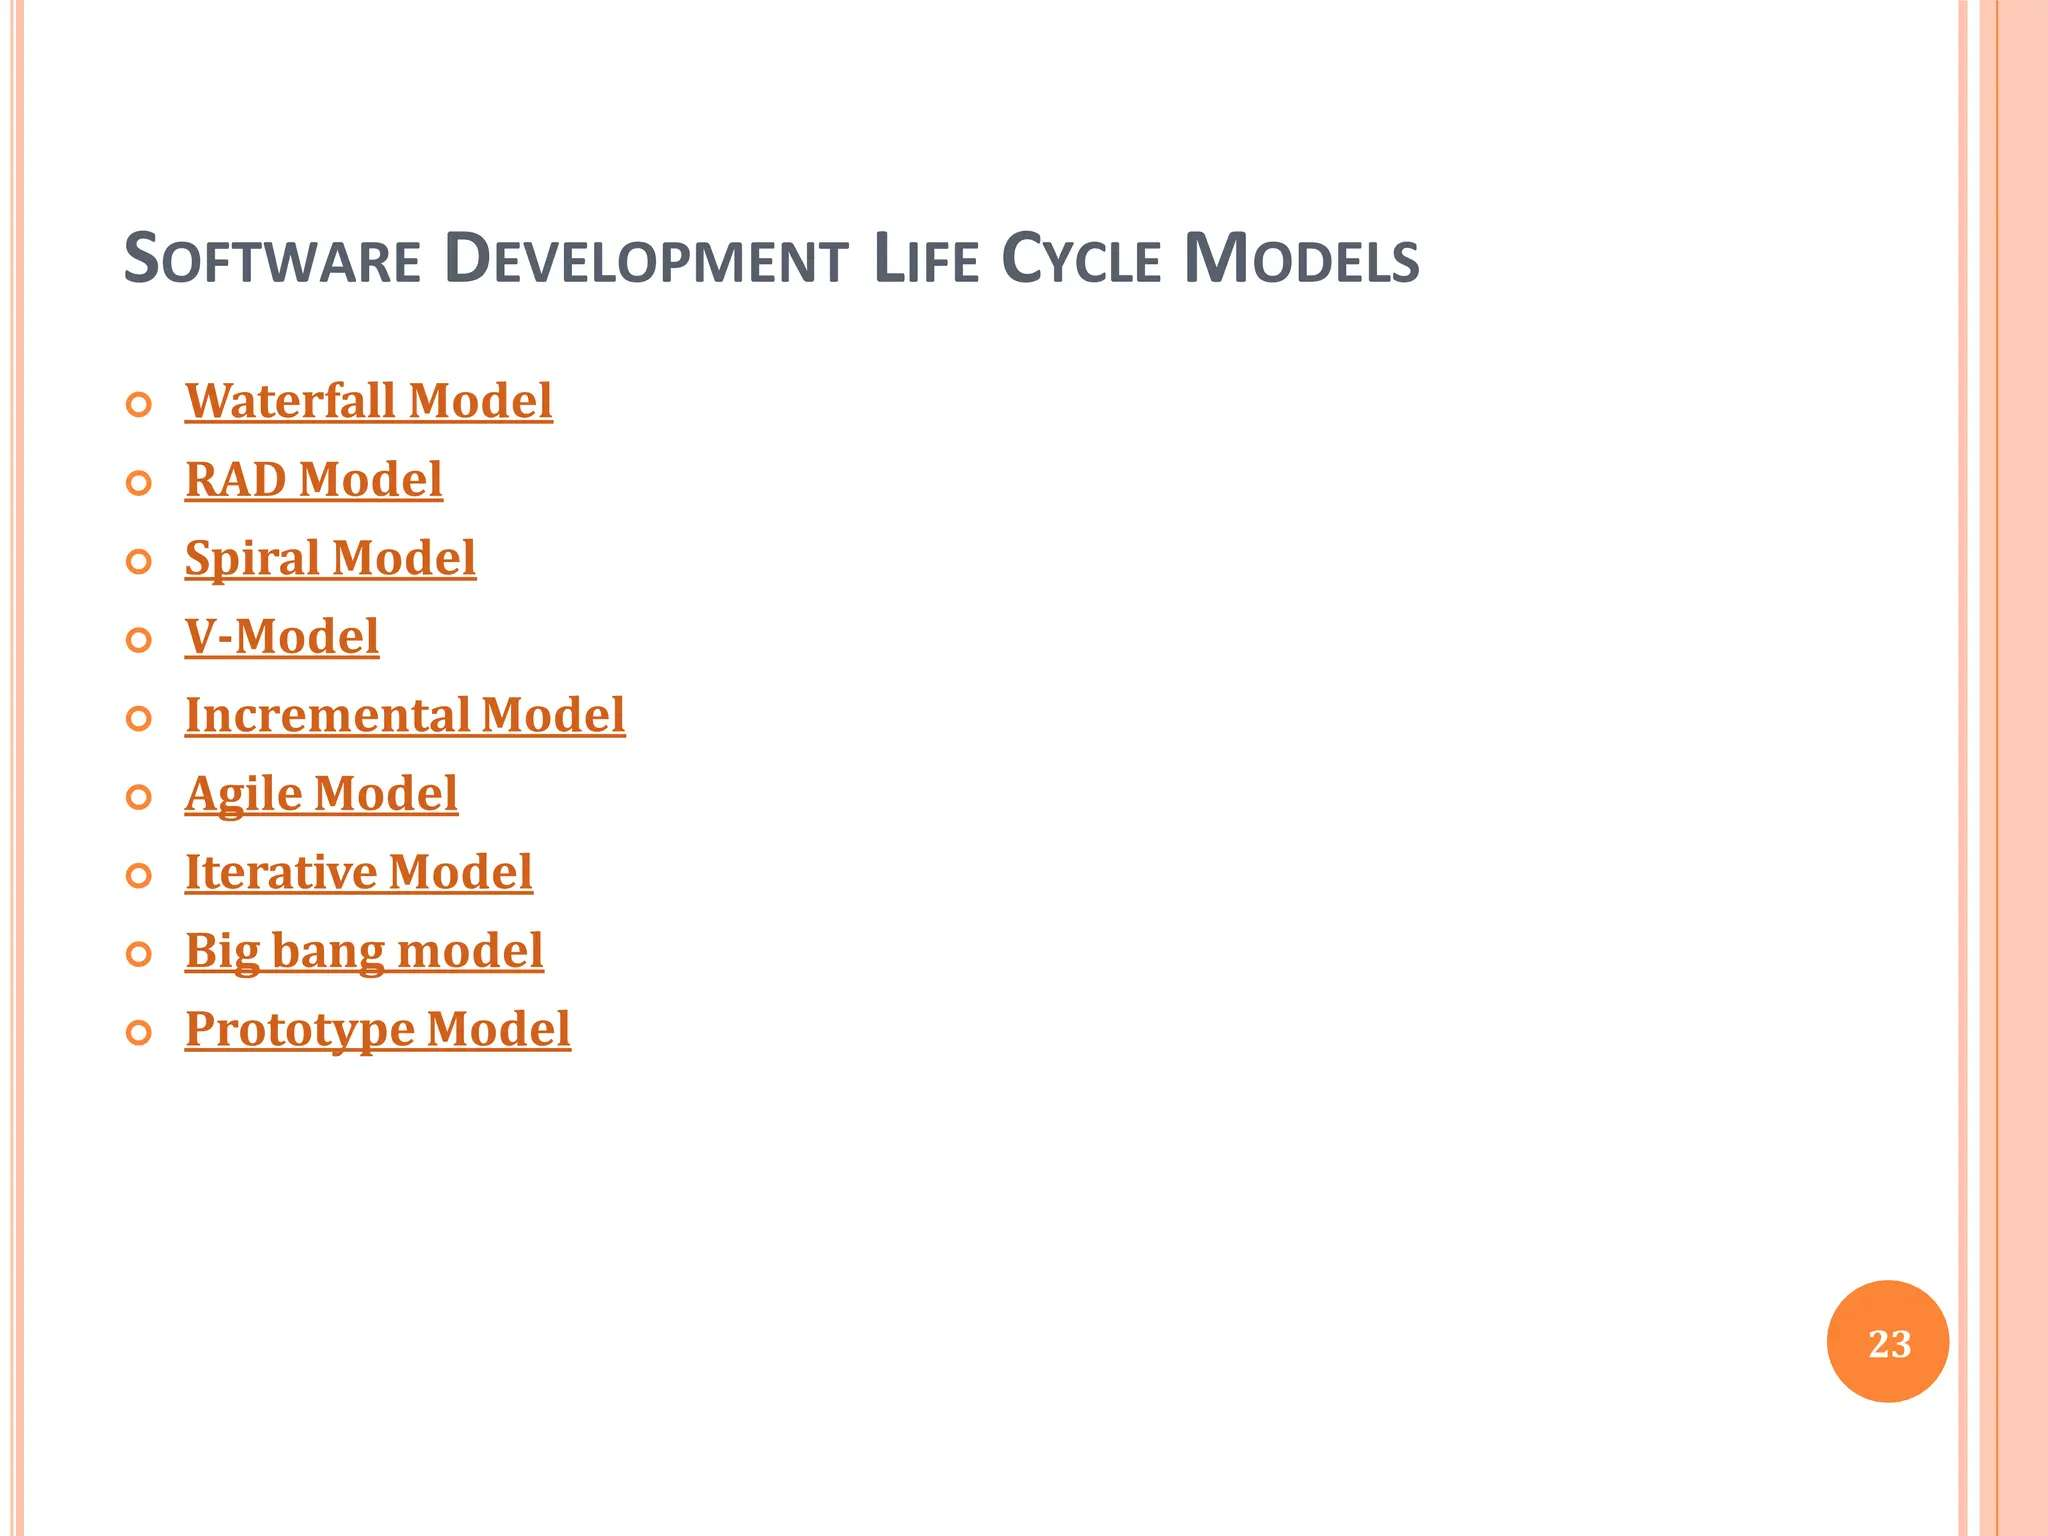 Software Development Life Cycle Models
Waterfall Model
RAD Model
Spiral Model
V-Model
Incremental Model
Agile Model
Iterative Model
Big bang model
Prototype Model
23